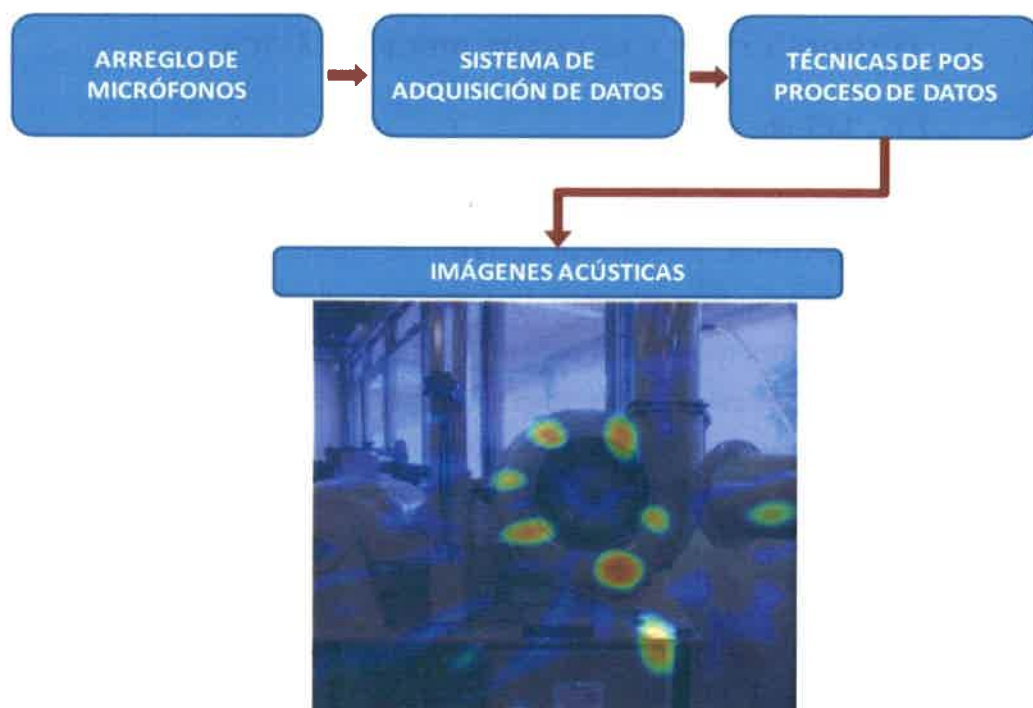 ARREGLO DE
MICRÓFONOS
SISTEMA DE
ADQUISICIÓN DE DATOS
TÉCNICAS DE POS
PROCESO DE DATOS
IMÁGENES ACÚSTICAS